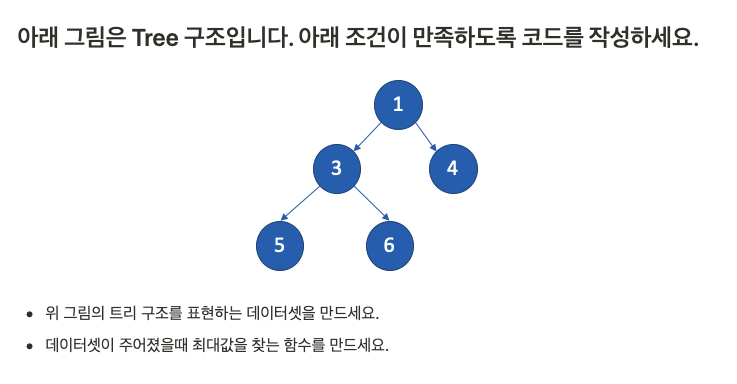 아래 그림은 Tree 구조입니다. 아래 조건이 만족하도록 코드를 작성하세요.
1
3
4
5
6
위 그림의 트리 구조를 표현하는 데이터셋을 만드세요.
데이터셋이 주어졌을때 최대값을 찾는 함수를 만드세요.